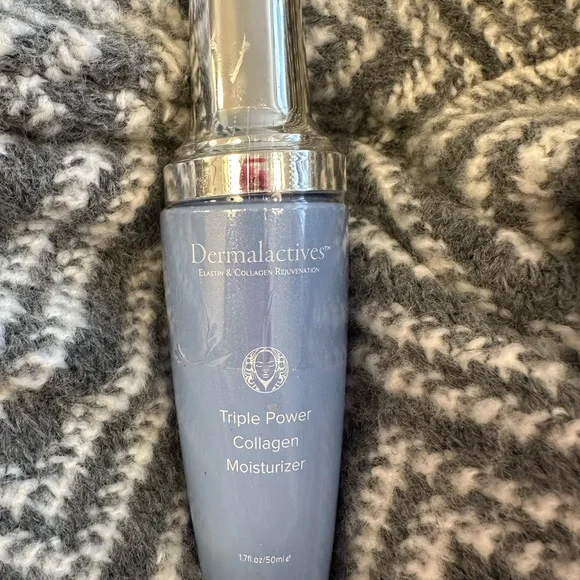 Dermalactives™
Elastin & Collagen Rejuvenation
Triple Power
Collagen
Moisturizer
1.7fl.oz/50ml e